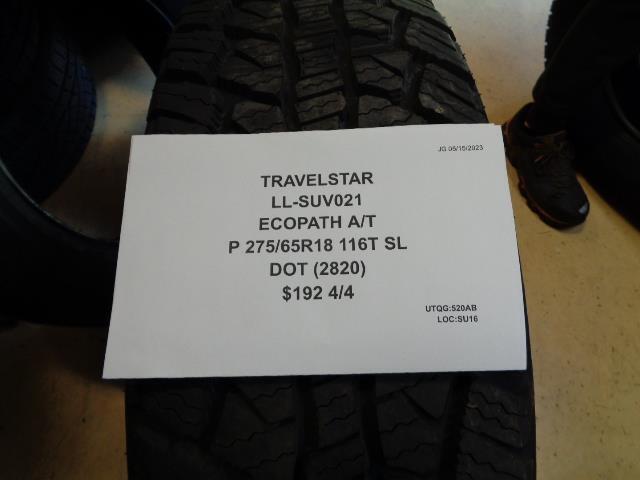 JG 05/15/2023
TRAVELSTAR
LL-SUV021
ECOPATH A/T
P 275/65R18 116T SL
DOT (2820)
$192 4/4
UTQG:520AB
LOC:SU16